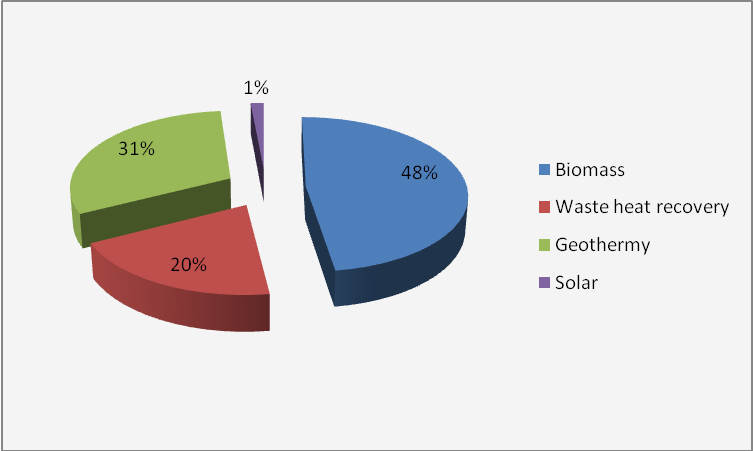 1%
31%
48%
20%
Biomass
Waste heat recovery
Geothermy
Solar